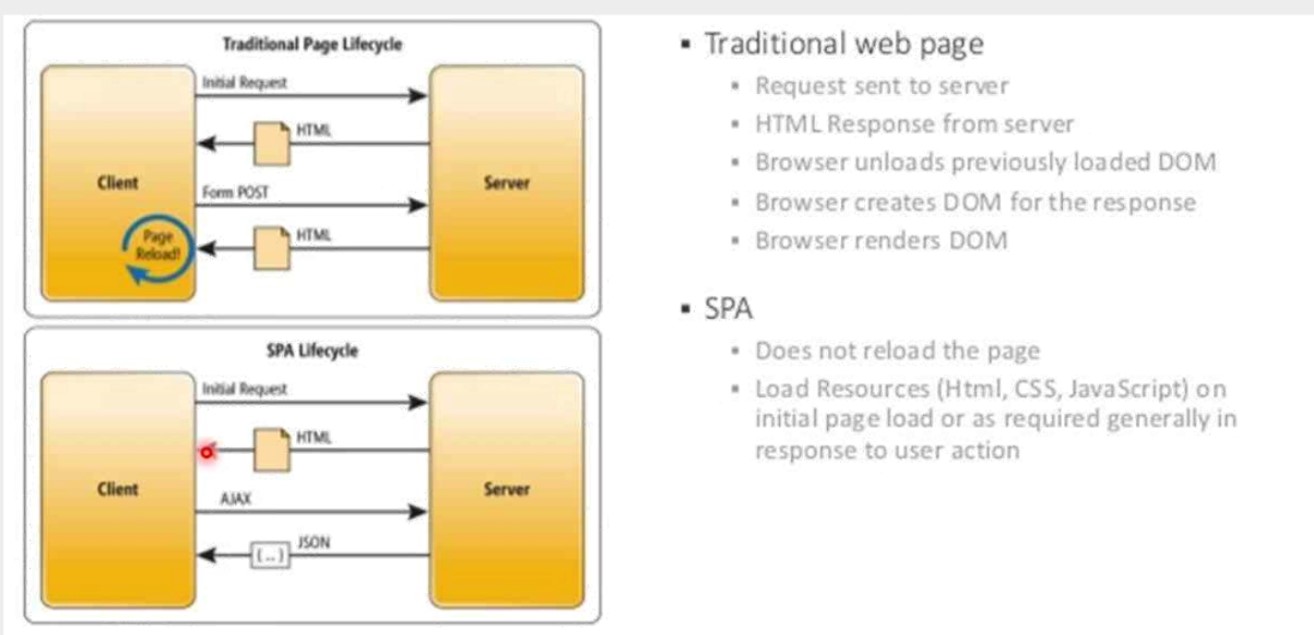 Traditional Page Lifecycle
Initial Request
HTML
Client
Server
Form POST
Page
Reload!
HTML
SPA Lifecycle
Initial Request
HTML
Client
Server
AJAX
JSON
{..}
Traditional web page
Request sent to server
HTML Response from server
Browser unloads previously loaded DOM
Browser creates DOM for the response
Browser renders DOM
SPA
Does not reload the page
Load Resources (Html, CSS, JavaScript) on
initial page load or as required generally in
response to user action